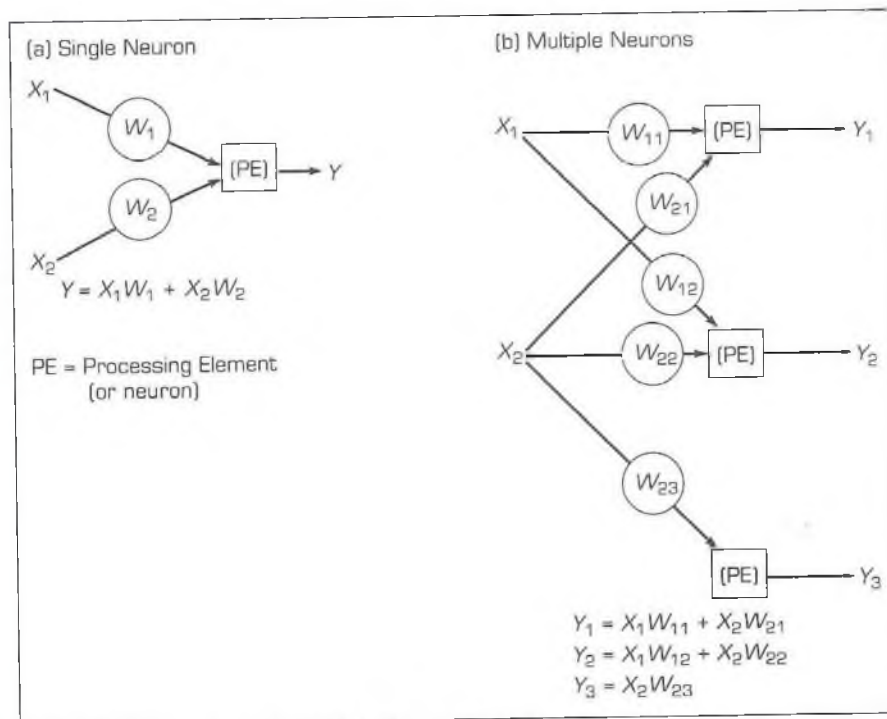 (a) Single Neuron
X₁
W₁
(PE)
Y
W₂
X₂
Y = X₁W₁ + X₂W₂
PE = Processing Element
(or neuron)
(b) Multiple Neurons
X₁
W₁₁
(PE)
Y₁
W₂₁
W₁₂
X₂
W₂₂
(PE)
Y₂
W₂₃
(PE)
Y₃
Y₁ = X₁W₁₁ + X₂W₂₁
Y₂ = X₁W₁₂ + X₂W₂₂
Y₃ = X₂W₂₃